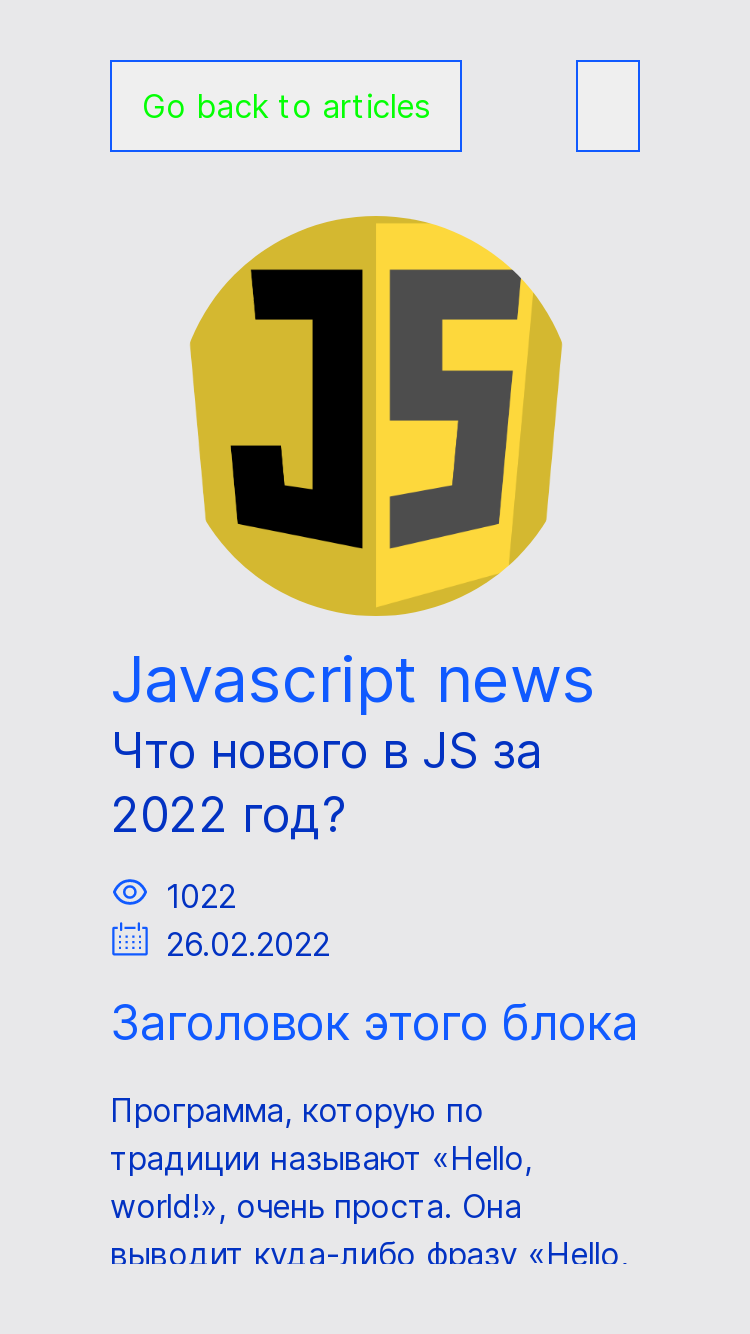 Go back to articles
JS
Javascript news
Что нового в JS за
2022 год?
1022
26.02.2022
Заголовок этого блока
Программа, которую по
традиции называют «Hello,
world!», очень проста. Она
выводит куда-либо фразу «Hello,